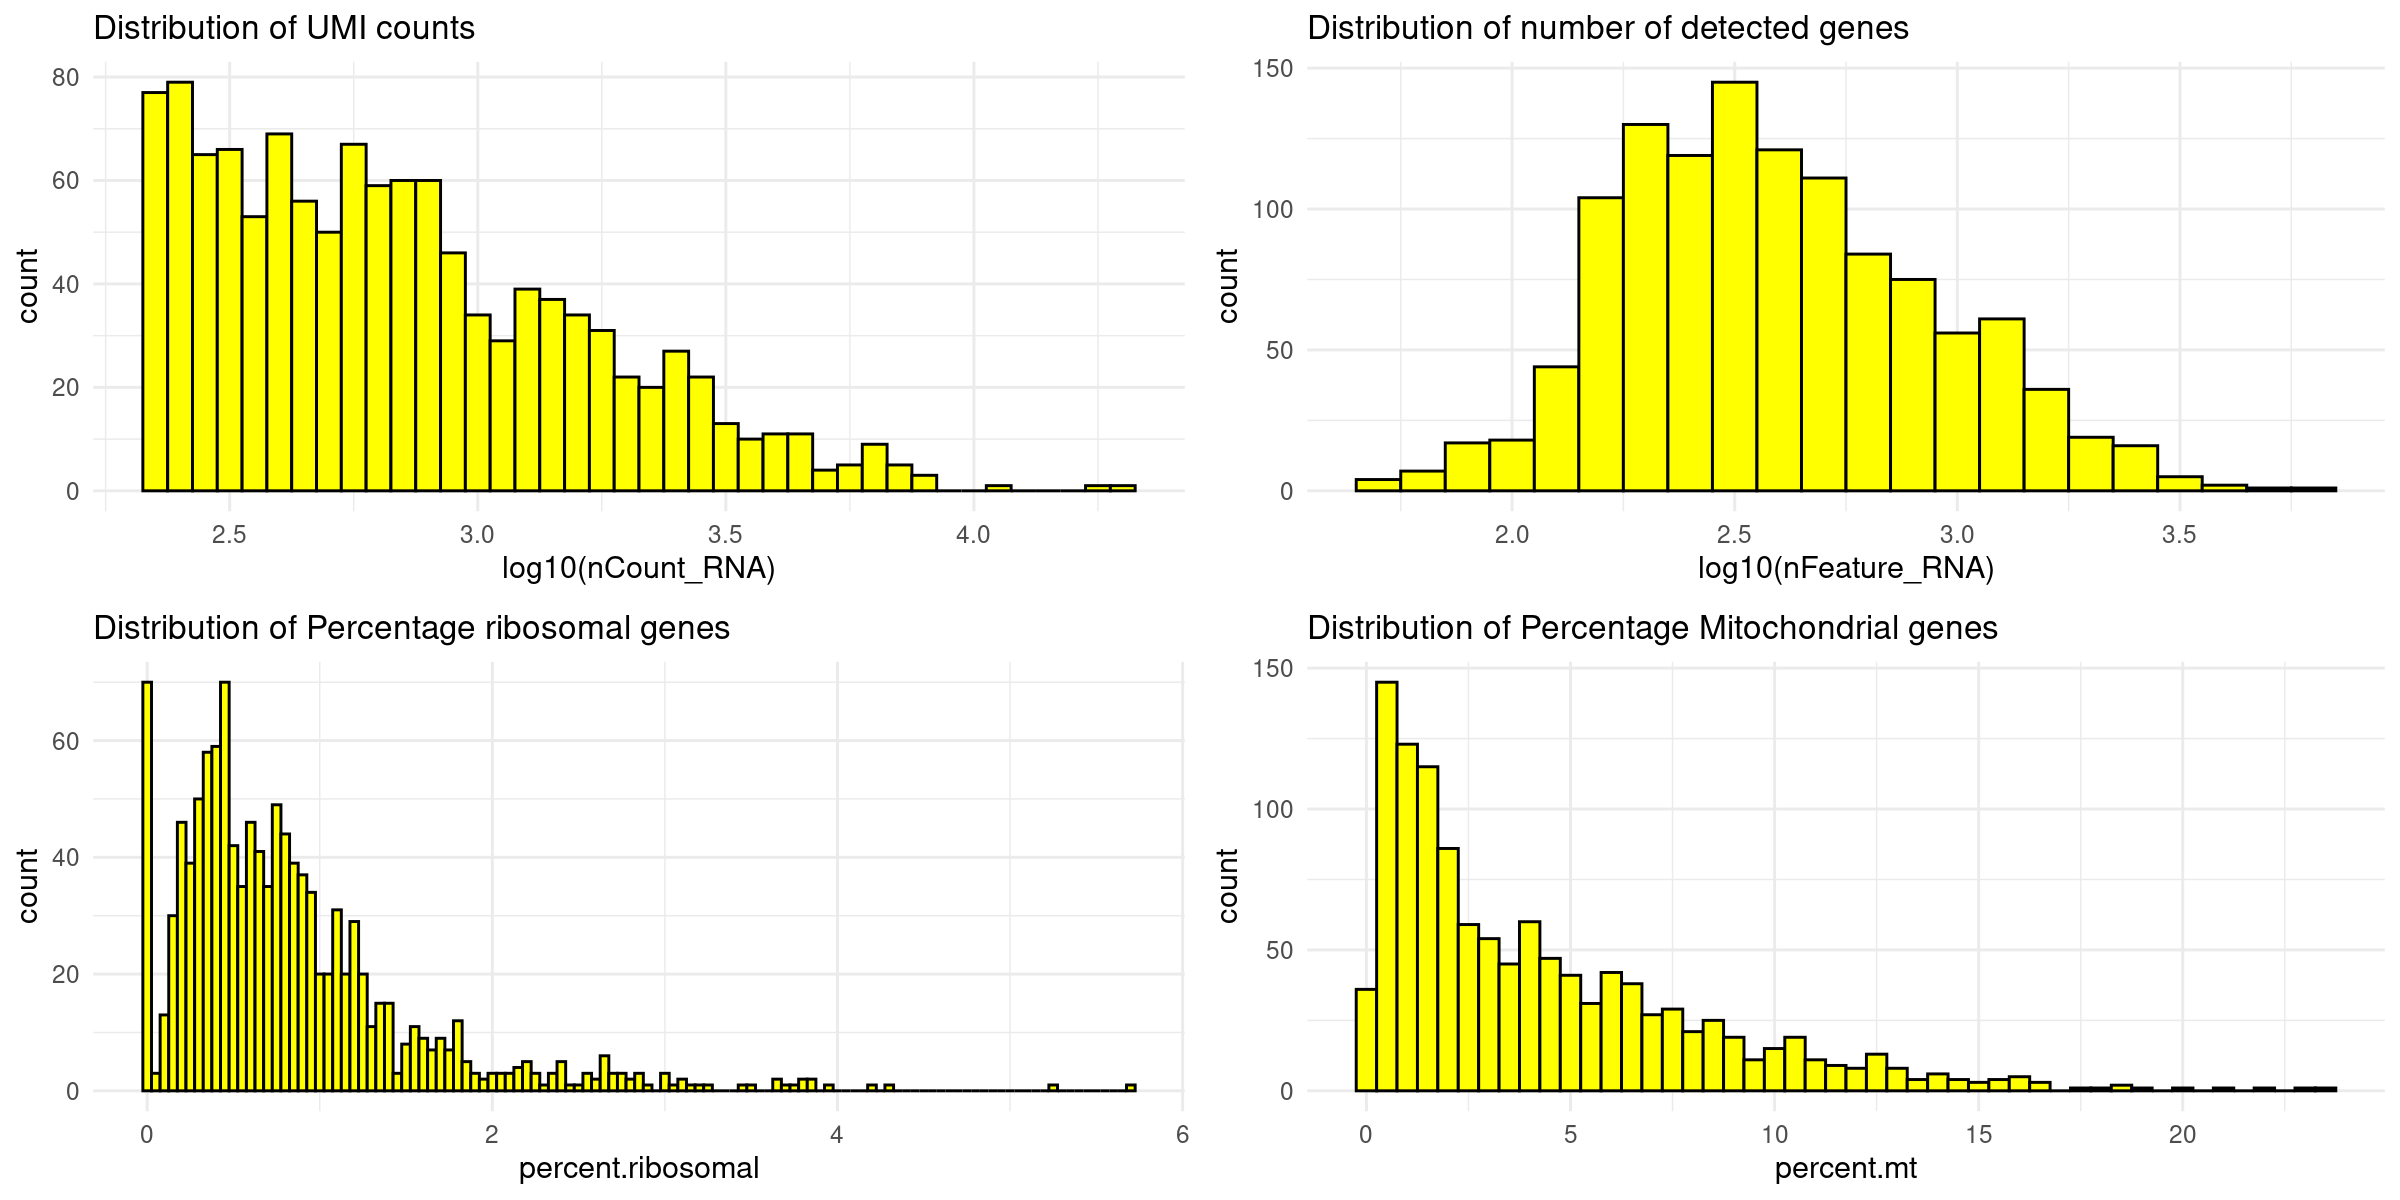 Distribution of UMI counts
80
60
40
20
0
count
2.5 3.0 3.5 4.0
log10(nCount_RNA)
Distribution of number of detected genes
150
100
50
0
count
2.0 2.5 3.0 3.5
log10(nFeature_RNA)
Distribution of Percentage ribosomal genes
60
40
20
0
count
0 2 4 6
percent.ribosomal
Distribution of Percentage Mitochondrial genes
150
100
50
0
count
0 5 10 15 20
percent.mt